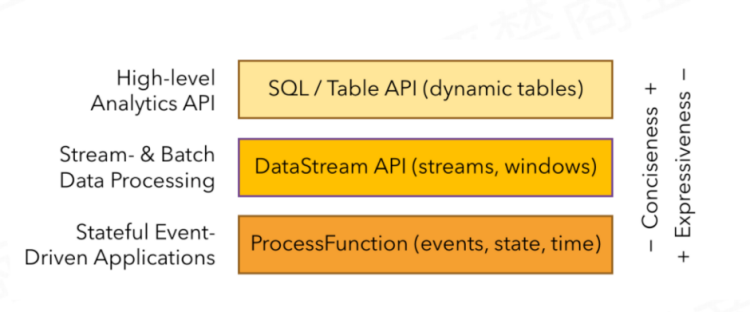 High-level
Analytics API
SQL / Table API (dynamic tables)
Stream- & Batch
Data Processing
DataStream API (streams, windows)
Stateful Event-
Driven Applications
ProcessFunction (events, state, time)
− Conciseness +
+ Expressiveness −